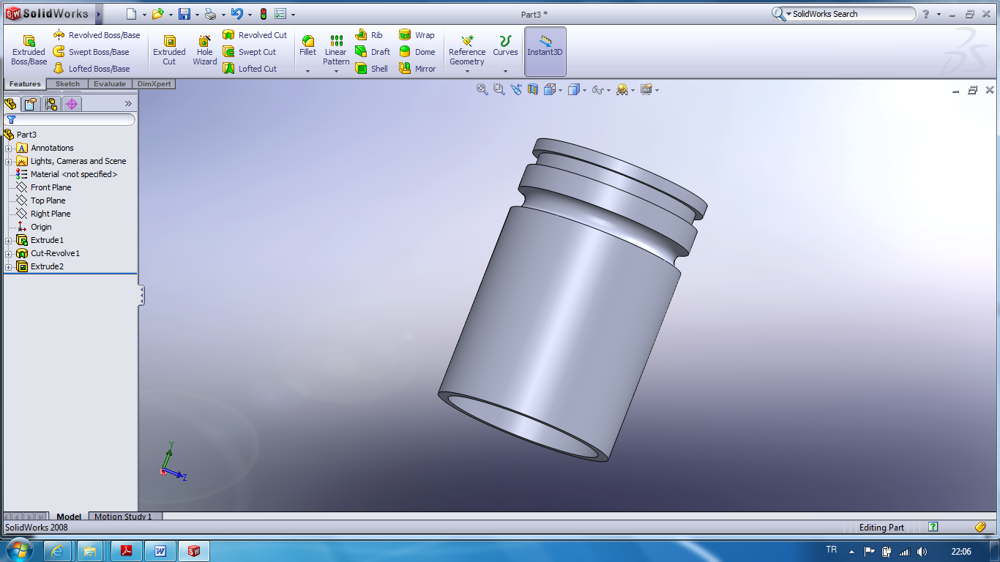 SolidWorks
Part3 *
SolidWorks Search
?
Extruded Boss/Base
Revolved Boss/Base
Swept Boss/Base
Lofted Boss/Base
Extruded Cut
Hole Wizard
Revolved Cut
Swept Cut
Lofted Cut
Fillet
Linear Pattern
Rib
Draft
Shell
Wrap
Dome
Mirror
Reference Geometry
Curves
Instant3D
Features
Sketch
Evaluate
DimXpert
Part3
Annotations
Lights, Cameras and Scene
Material <not specified>
Front Plane
Top Plane
Right Plane
Origin
Extrude1
Cut-Revolve1
Extrude2
Y
Z
Model
Motion Study 1
SolidWorks 2008
Editing Part
?
TR
22:06